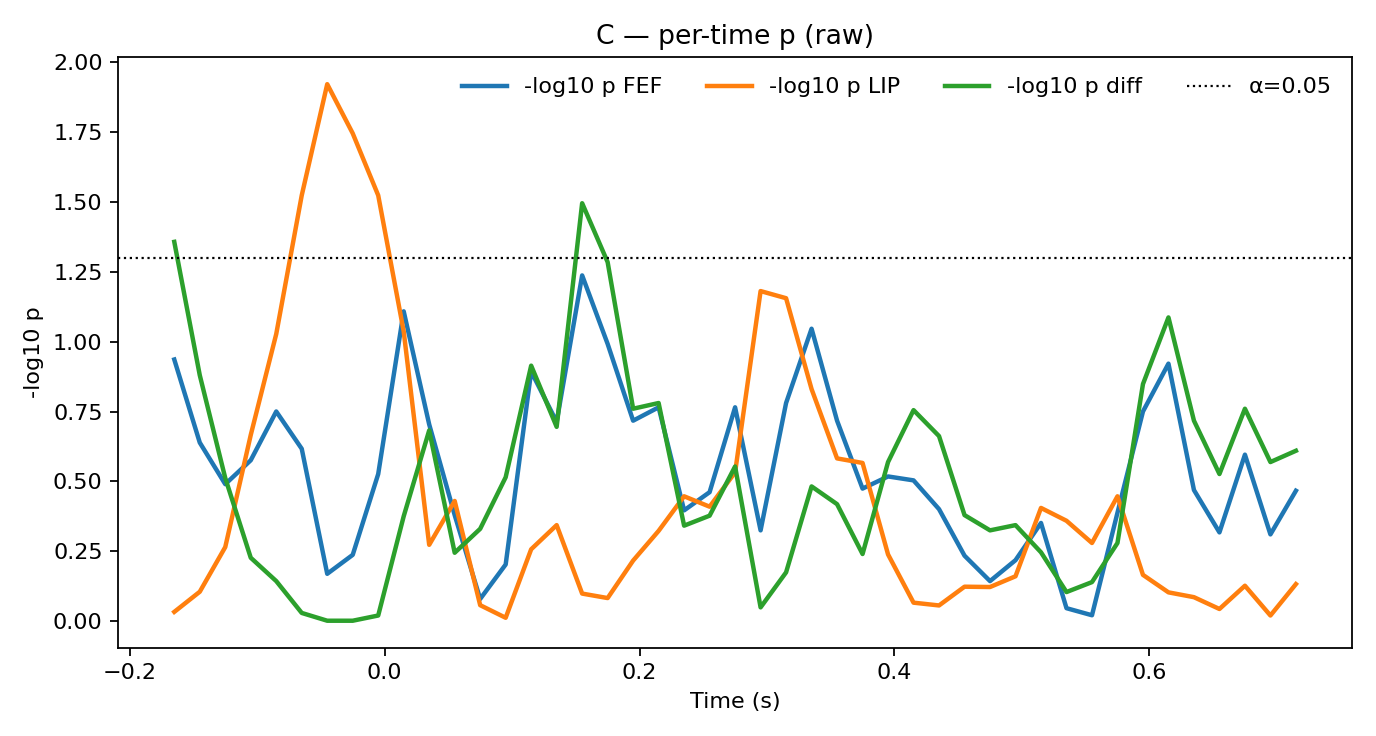 C — per-time p (raw)
-log10 p FEF -log10 p LIP -log10 p diff α=0.05
2.00
1.75
1.50
1.25
1.00
0.75
0.50
0.25
0.00
-log10 p
−0.2 0.0 0.2 0.4 0.6
Time (s)